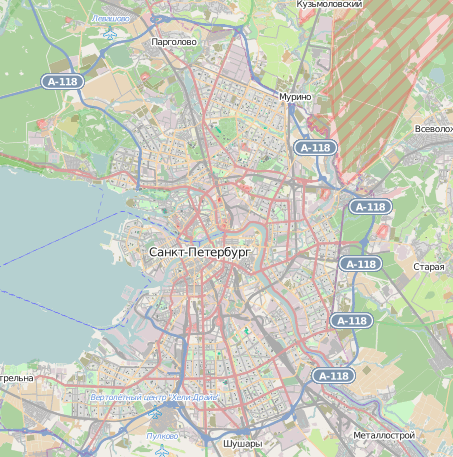 Кузьмоловский
Левашово
Парголово
А-118
Мурино
Всеволож
А-118
А-118
Санкт-Петербург
А-118
Старая
А-118
трельна
А-118
Вертолетный центр "Хели-Драйв"
Пулково
Шушары
Металлострой